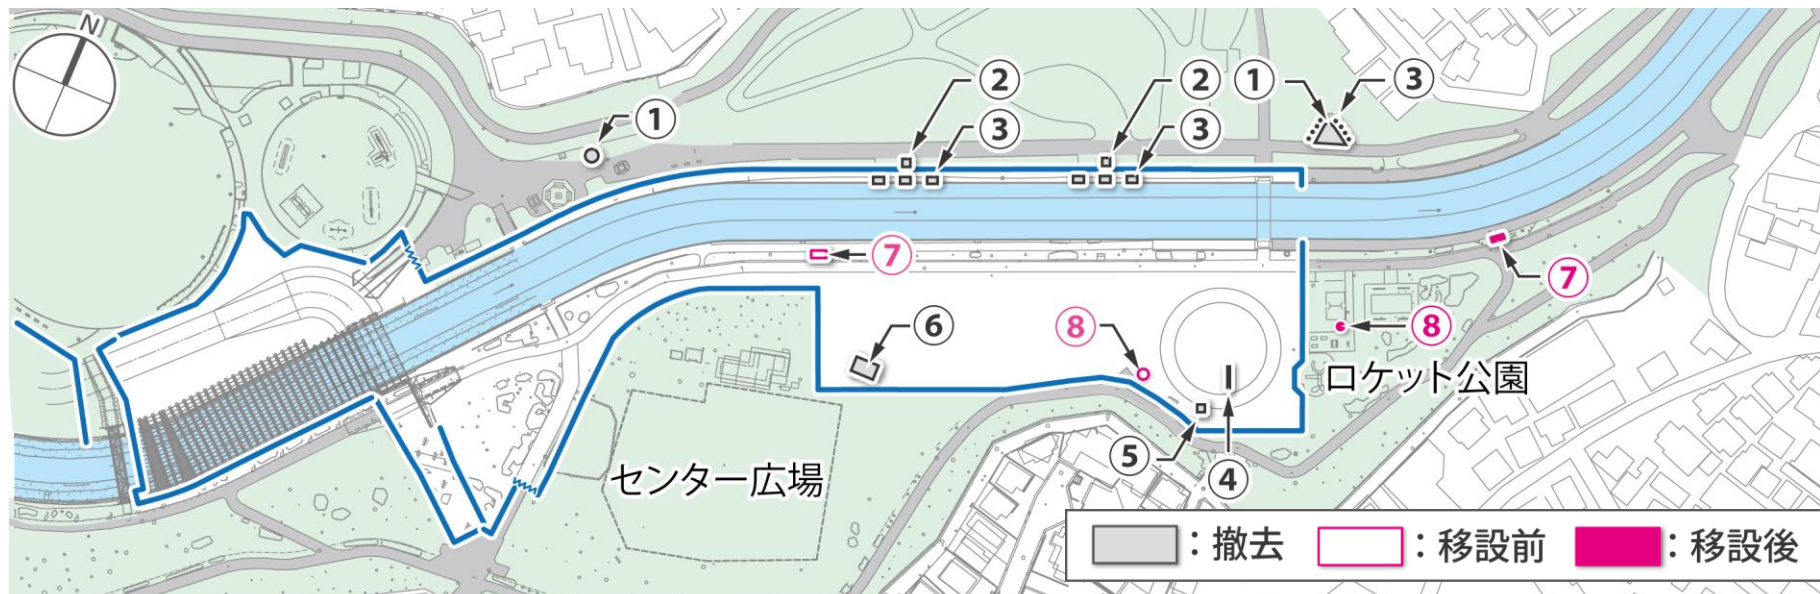 N
② ② ① ③
① ③ ③
⑦
⑦
⑥ ⑧ ⑧
ロケット公園
センター広場
⑤ ④
：撤去 ：移設前 ：移設後